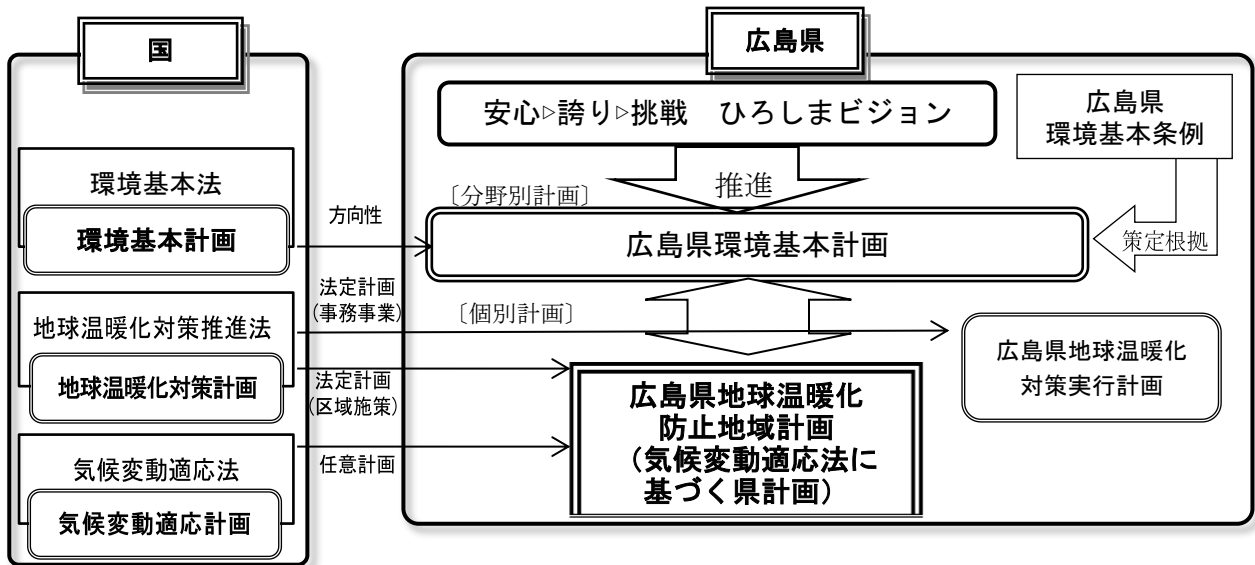 国
環境基本法
環境基本計画
地球温暖化対策推進法
地球温暖化対策計画
気候変動適応法
気候変動適応計画
方向性
法定計画
(事務事業)
法定計画
(区域施策)
任意計画
広島県
安心▷誇り▷挑戦　ひろしまビジョン
広島県
環境基本条例
推進
〔分野別計画〕
広島県環境基本計画
策定根拠
〔個別計画〕
広島県地球温暖化
対策実行計画
広島県地球温暖化
防止地域計画
（気候変動適応法に
基づく県計画）